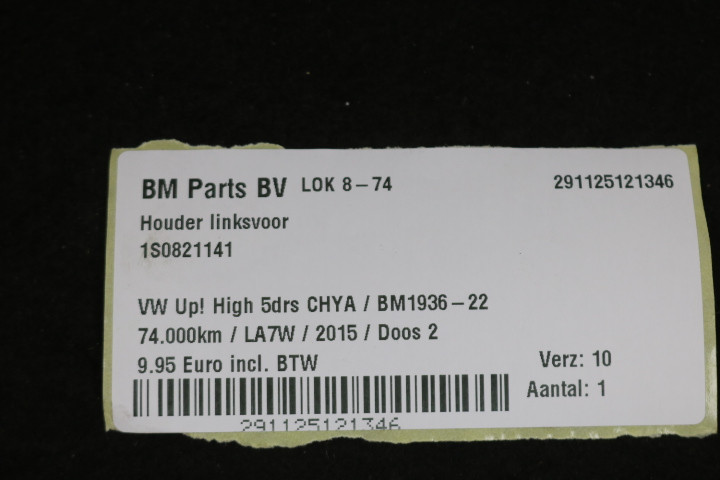 BM Parts BV LOK 8-74 291125121346
Houder linksvoor
1S0821141
VW Up! High 5drs CHYA / BM1936-22
74.000km / LA7W / 2015 / Doos 2
9.95 Euro incl. BTW Verz: 10
Aantal: 1
291125121346